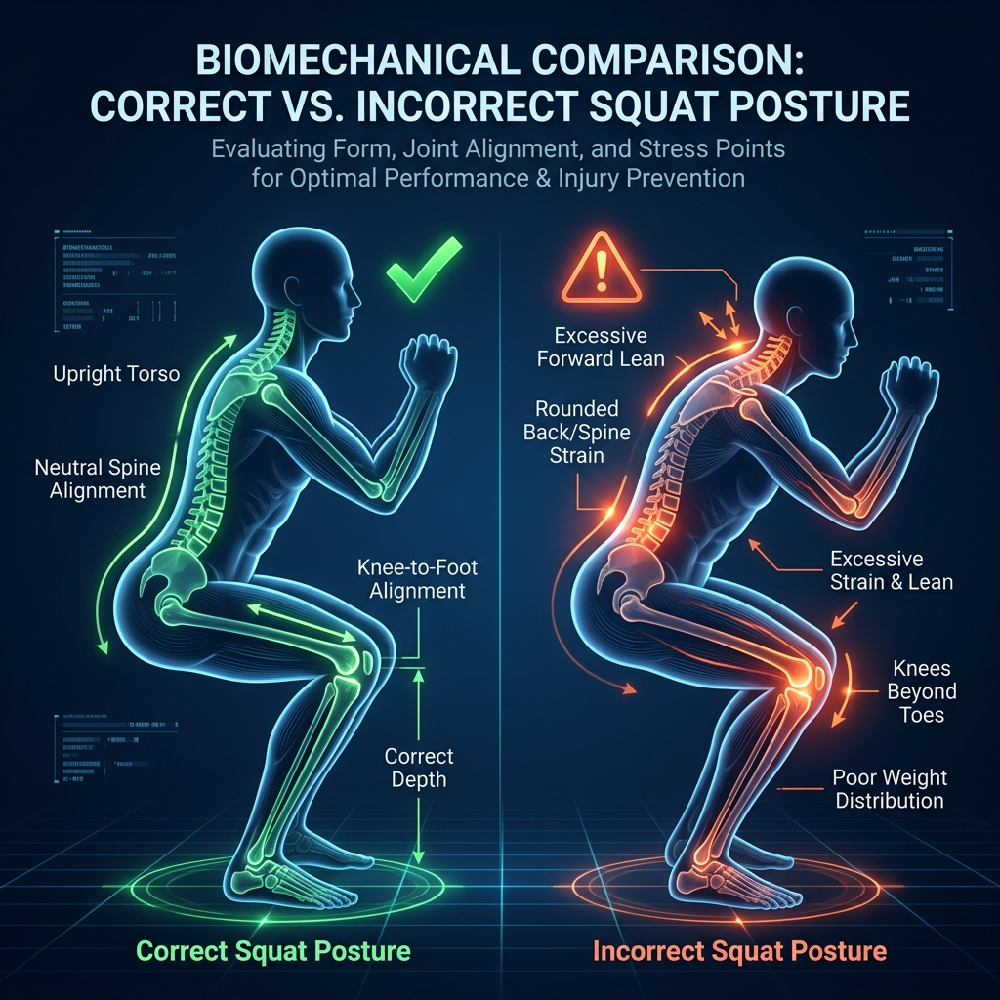 BIOMECHANICAL COMPARISON:
CORRECT VS. INCORRECT SQUAT POSTURE
Evaluating Form, Joint Alignment, and Stress Points
for Optimal Performance & Injury Prevention
Upright Torso
Neutral Spine
Alignment
Knee-to-Foot
Alignment
Correct
Depth
Correct Squat Posture
Excessive
Forward Lean
Rounded
Back/Spine
Strain
Excessive
Strain & Lean
Knees
Beyond
Toes
Poor Weight
Distribution
Incorrect Squat Posture